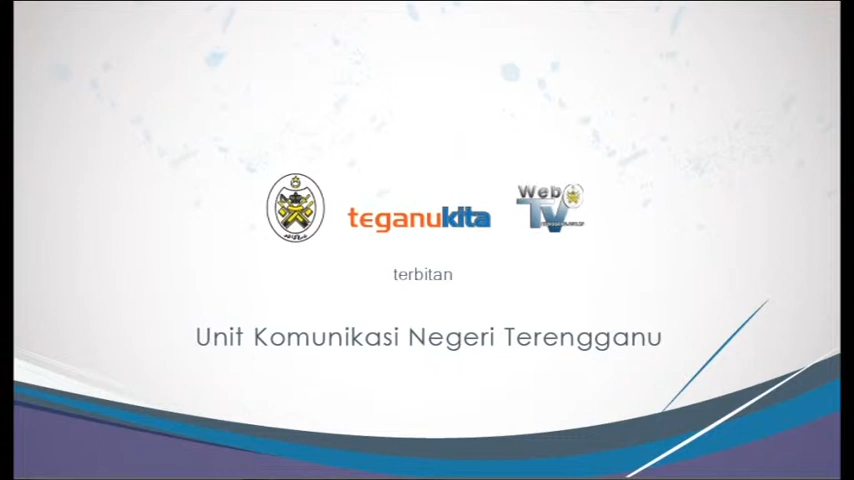 teganukita
Web
TV
terbitan
Unit Komunikasi Negeri Terengganu